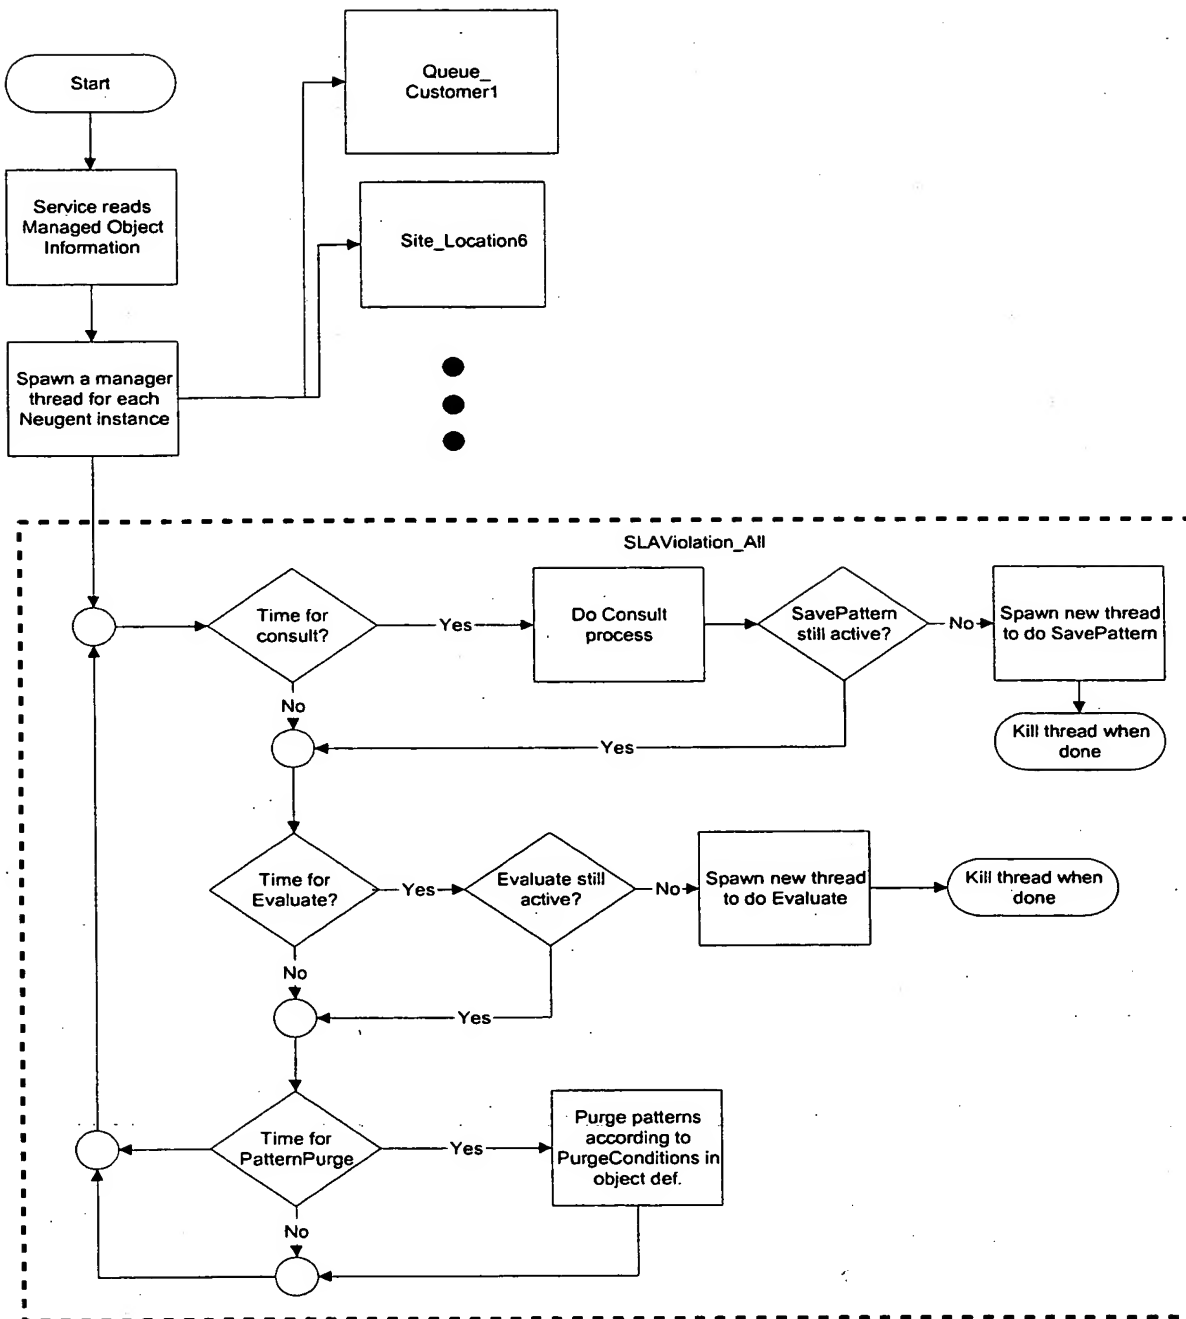 Start
Queue_
Customer1
Service reads
Managed Object
Information
Site_Location6
Spawn a manager
thread for each
Neugent instance
SLAViolation_All
Time for
consult?
Yes
Do Consult
process
SavePattern
still active?
No
Spawn new thread
to do SavePattern
No
Yes
Kill thread when
done
Time for
Evaluate?
Yes
Evaluate still
active?
No
Spawn new thread
to do Evaluate
Kill thread when
done
No
Yes
Time for
PatternPurge
Yes
Purge patterns
according to
PurgeConditions in
object def.
No